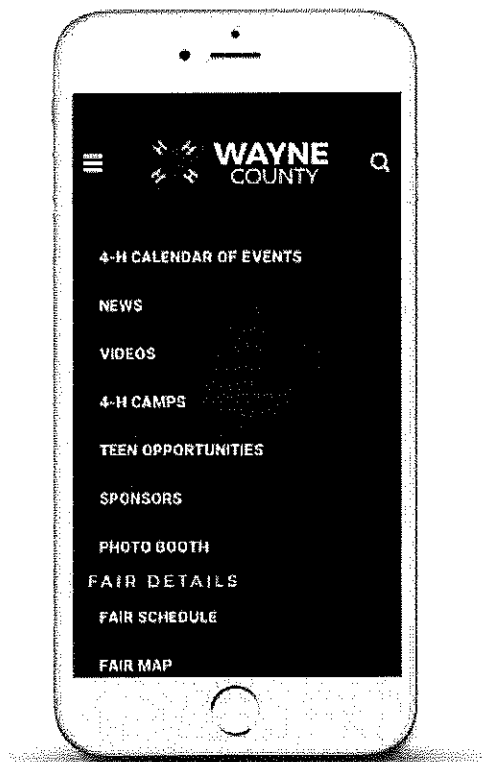 WAYNE
COUNTY
4-H CALENDAR OF EVENTS
NEWS
VIDEOS
4-H CAMPS
TEEN OPPORTUNITIES
SPONSORS
PHOTO BOOTH
FAIR DETAILS
FAIR SCHEDULE
FAIR MAP